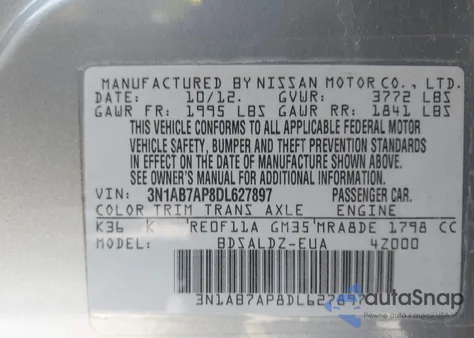 MANUFACTURED BY NISSAN MOTOR CO., LTD.
DATE: 10/12. GVWR: 3772 LBS
GAWR FR: 1995 LBS GAWR RR: 1841 LBS
THIS VEHICLE CONFORMS TO ALL APPLICABLE FEDERAL MOTOR
VEHICLE SAFETY, BUMPER AND THEFT PREVENTION STANDARDS
IN EFFECT ON THE DATE OF MANUFACTURE SHOWN ABOVE.
SEE OWNER'S MANUAL FOR ADDITIONAL INFORMATION.
VIN: 3N1AB7AP8DL627897 PASSENGER CAR.
COLOR TRIM TRANS AXLE ENGINE
K36 K RE0F11A GM35 MRA8DE 1798 CC
MODEL: BDSALDZ-EUA 4Z000
3N1AB7AP8DL627897
autoSnap